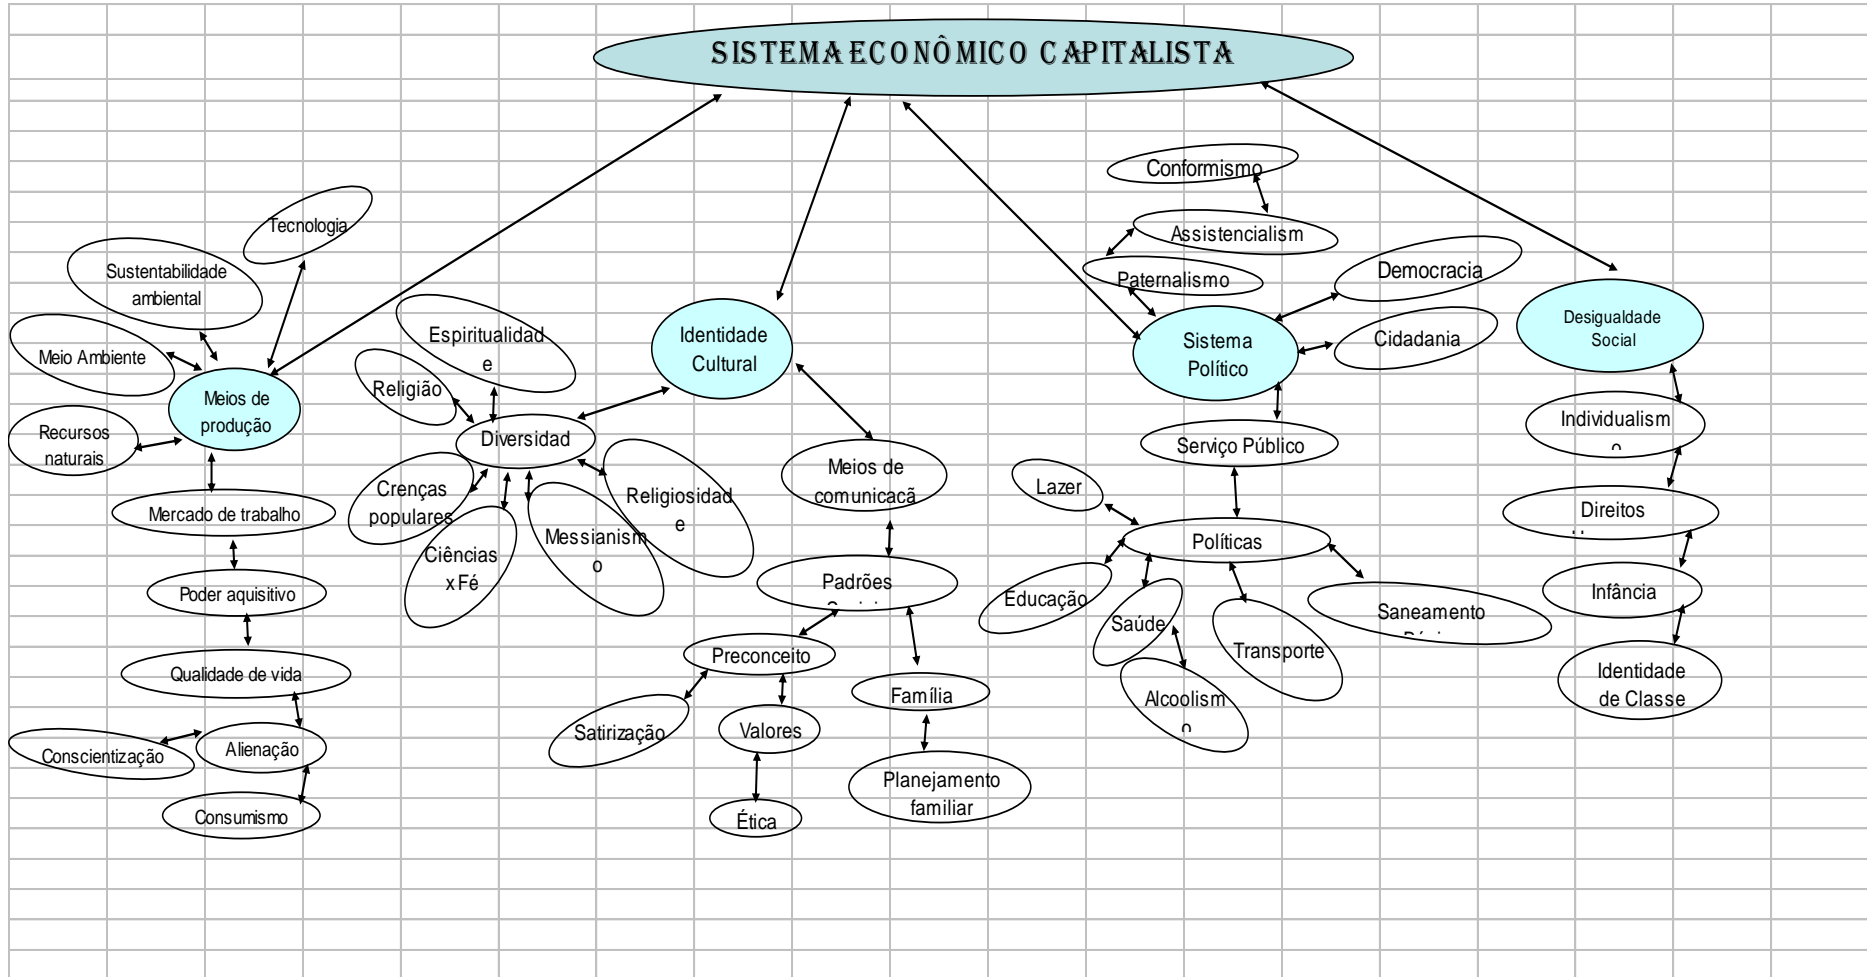 SISTEMA ECONÔMICO CAPITALISTA
Conformismo
Tecnologia
Assistencialism
Sustentabilidade
ambiental
Paternalismo
Democracia
Espiritualidad
e
Identidade
Cultural
Sistema
Político
Cidadania
Desigualdade
Social
Meio Ambiente
Religião
Meios de
produção
Recursos
naturais
Diversidad
Individualism
o
Serviço Público
Meios de
comunicaçã
Crenças
populares
Religiosidad
e
Lazer
Mercado de trabalho
Direitos
Ciências
x Fé
Messianism
o
Políticas
Padrões
Poder aquisitivo
Educação
Saúde
Transporte
Saneamento
Infância
Preconceito
Qualidade de vida
Família
Alcoolism
o
Identidade
de Classe
Satirização
Valores
Conscientização
Alienação
Planejamento
familiar
Consumismo
Ética